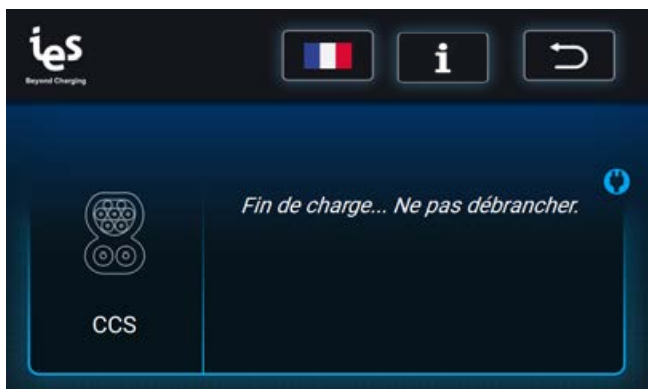 ies
Beyond Charging
i
Fin de charge... Ne pas débrancher.
CCS